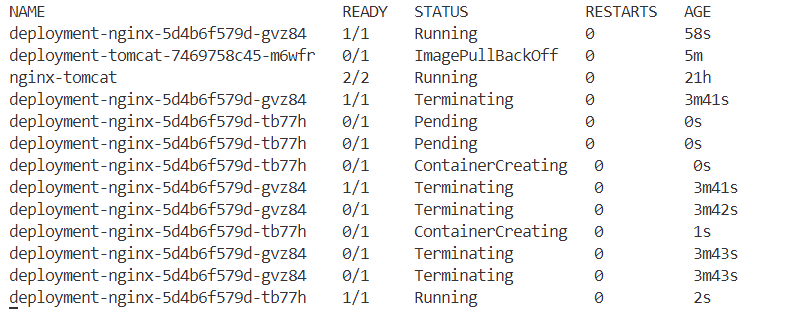 NAME READY STATUS RESTARTS AGE
deployment-nginx-5d4b6f579d-gvz84 1/1 Running 0 58s
deployment-tomcat-7469758c45-m6wfr 0/1 ImagePullBackOff 0 5m
nginx-tomcat 2/2 Running 0 21h
deployment-nginx-5d4b6f579d-gvz84 1/1 Terminating 0 3m41s
deployment-nginx-5d4b6f579d-tb77h 0/1 Pending 0 0s
deployment-nginx-5d4b6f579d-tb77h 0/1 Pending 0 0s
deployment-nginx-5d4b6f579d-tb77h 0/1 ContainerCreating 0 0s
deployment-nginx-5d4b6f579d-gvz84 1/1 Terminating 0 3m41s
deployment-nginx-5d4b6f579d-gvz84 0/1 Terminating 0 3m42s
deployment-nginx-5d4b6f579d-tb77h 0/1 ContainerCreating 0 1s
deployment-nginx-5d4b6f579d-gvz84 0/1 Terminating 0 3m43s
deployment-nginx-5d4b6f579d-gvz84 0/1 Terminating 0 3m43s
deployment-nginx-5d4b6f579d-tb77h 1/1 Running 0 2s